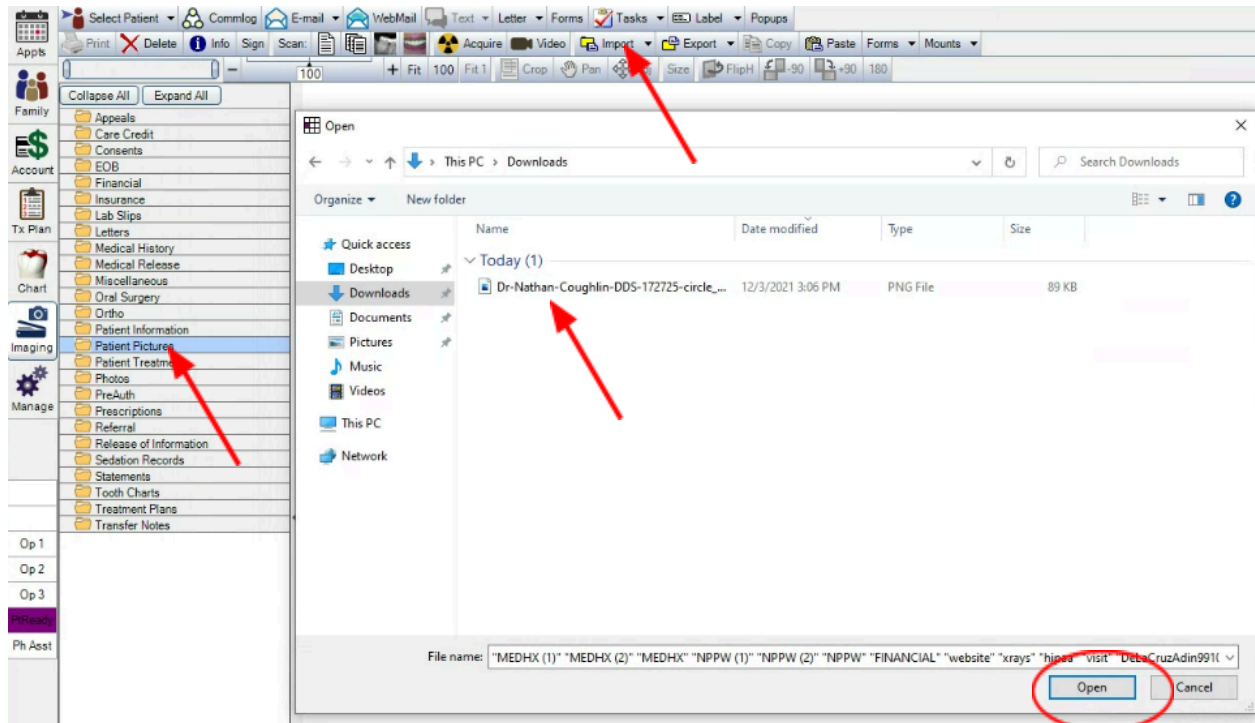 Select Patient Commlog E-mail WebMail Text Letter Forms Tasks Label Popups
Print Delete Info Sign Scan: Acquire Video Import Export Copy Paste Forms Mounts
100 + Fit 100 Fit 1 Crop Pan Size FlipH -90 +90 180
Appts
Family
Account
Tx Plan
Chart
Imaging
Manage
Op 1
Op 2
Op 3
PtReady
Ph Asst
Collapse All Expand All
Appeals
Care Credit
Consents
EOB
Financial
Insurance
Lab Slips
Letters
Medical History
Medical Release
Miscellaneous
Oral Surgery
Ortho
Patient Information
Patient Pictures
Patient Treatme
Photos
PreAuth
Prescriptions
Referral
Release of Information
Sedation Records
Statements
Tooth Charts
Treatment Plans
Transfer Notes
Open
This PC > Downloads
Search Downloads
Organize New folder
Quick access
Desktop
Downloads
Documents
Pictures
Music
Videos
This PC
Network
Name Date modified Type Size
Today (1)
Dr-Nathan-Coughlin-DDS-172725-circle_... 12/3/2021 3:06 PM PNG File 89 KB
File name: "MEDHX (1)" "MEDHX (2)" "MEDHX" "NPPW (1)" "NPPW (2)" "NPPW" "FINANCIAL" "website" "xrays" "hipaa" "visit" "DeLaCruzAdin991(
Open Cancel